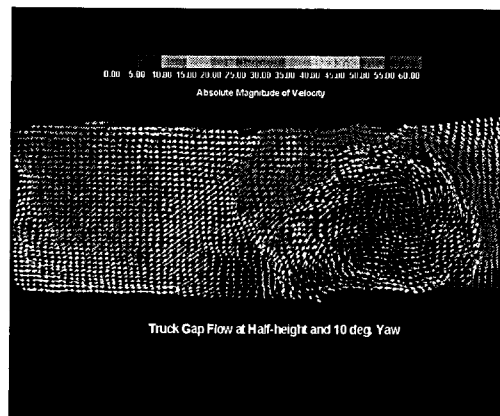 0.00 5.00 10.00 15.00 20.00 25.00 30.00 35.00 40.00 45.00 50.00 55.00 60.00
Absolute Magnitude of Velocity
Truck Gap Flow at Half-height and 10 deg. Yaw